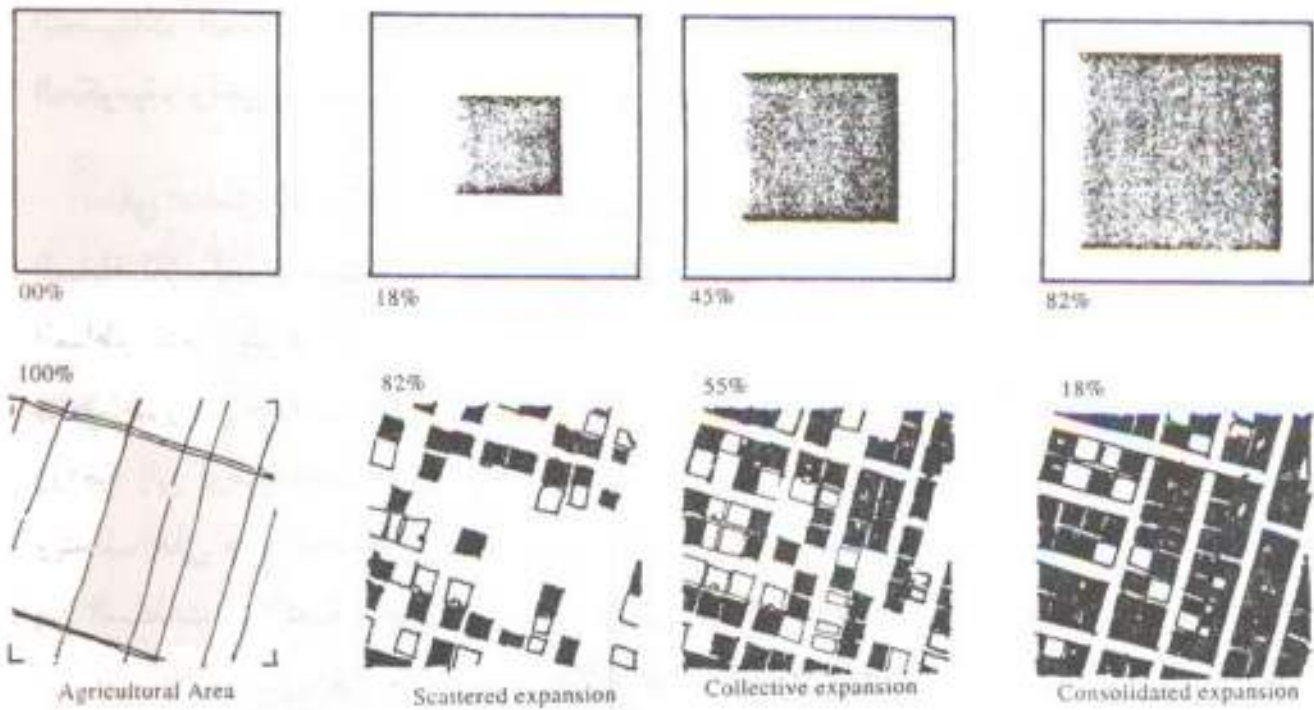 00%
18%
45%
82%
100%
82%
55%
18%
Agricultural Area
Scattered expansion
Collective expansion
Consolidated expansion